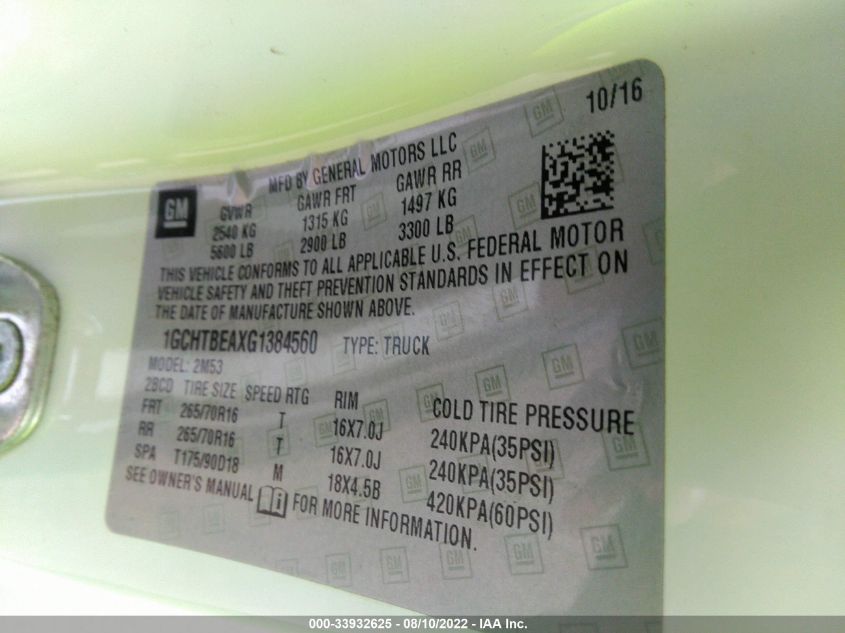 10/16
GM
MFD BY GENERAL MOTORS LLC
GVWR GAWR FRT GAWR RR
2540 KG 1315 KG 1497 KG
5600 LB 2900 LB 3300 LB
THIS VEHICLE CONFORMS TO ALL APPLICABLE U.S. FEDERAL MOTOR
VEHICLE SAFETY AND THEFT PREVENTION STANDARDS IN EFFECT ON
THE DATE OF MANUFACTURE SHOWN ABOVE.
1GCHTBEAXG1384560 TYPE: TRUCK
MODEL: 2M53
2BCD TIRE SIZE SPEED RTG RIM COLD TIRE PRESSURE
FRT 265/70R16 T 16X7.0J 240KPA(35PSI)
RR 265/70R16 T 16X7.0J 240KPA(35PSI)
SPA T175/90D18 M 18X4.5B 420KPA(60PSI)
SEE OWNER'S MANUAL i FOR MORE INFORMATION.
000-33932625 - 08/10/2022 - IAA Inc.